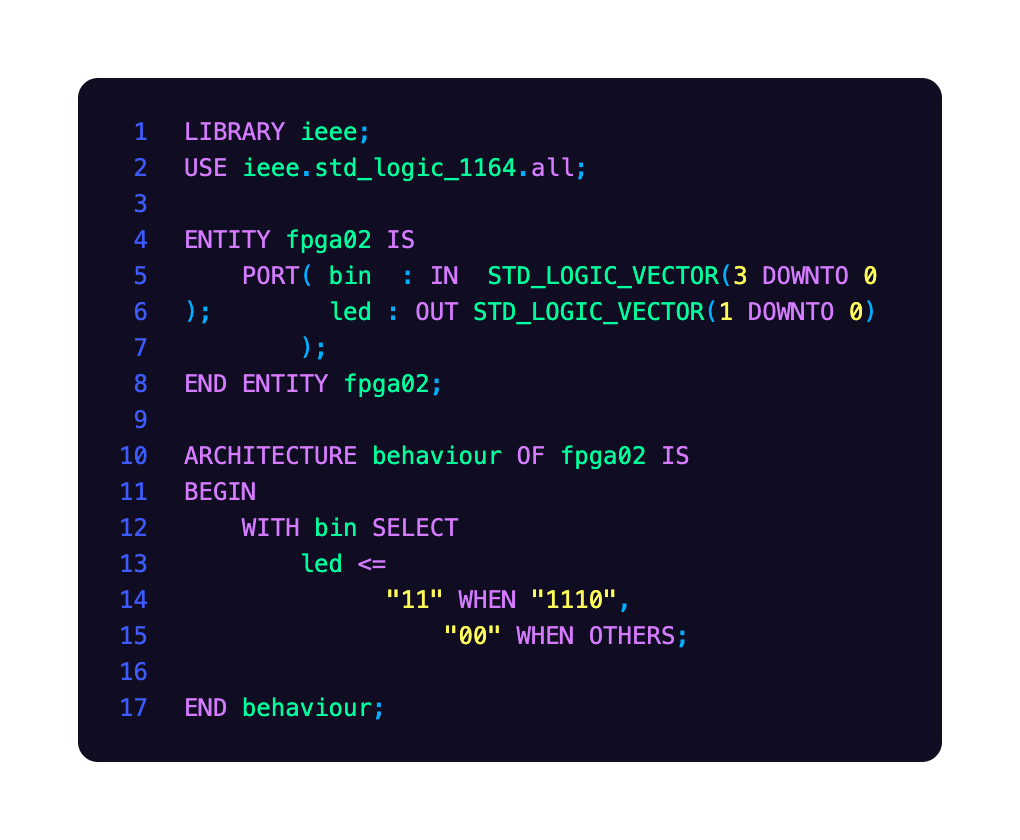 1 LIBRARY ieee;
2 USE ieee.std_logic_1164.all;
3
4 ENTITY fpga02 IS
5     PORT( bin  : IN  STD_LOGIC_VECTOR(3 DOWNTO 0
6 );        led : OUT STD_LOGIC_VECTOR(1 DOWNTO 0)
7         );
8 END ENTITY fpga02;
9
10 ARCHITECTURE behaviour OF fpga02 IS
11 BEGIN
12     WITH bin SELECT
13         led <=
14               "11" WHEN "1110",
15                   "00" WHEN OTHERS;
16
17 END behaviour;